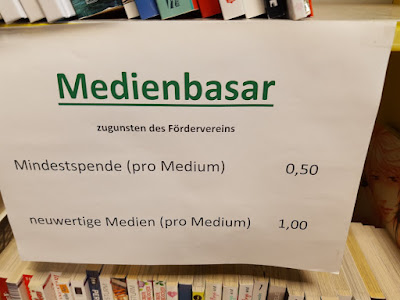 Medienbasar
zugunsten des Fördervereins
Mindestspende (pro Medium) 0,50
neuwertige Medien (pro Medium) 1,00